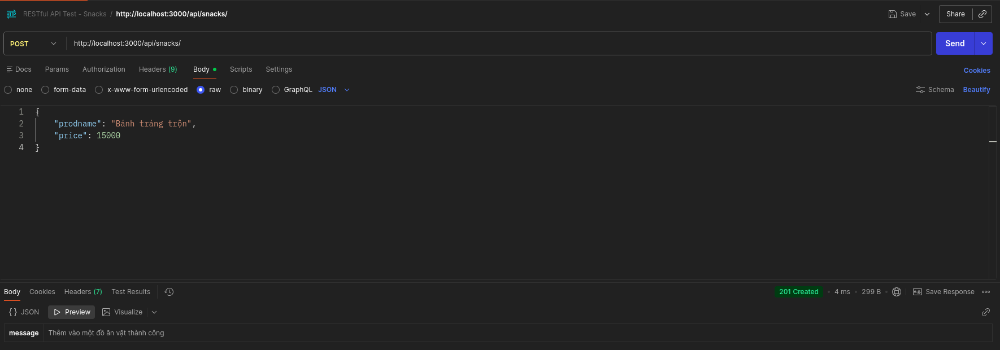 HTTP RESTful API Test - Snacks / http://localhost:3000/api/snacks/ Save Share
POST http://localhost:3000/api/snacks/ Send
Docs Params Authorization Headers (9) Body Scripts Settings Cookies
none form-data x-www-form-urlencoded raw binary GraphQL JSON Schema Beautify
1 {
2 "prodname": "Bánh tráng trộn",
3 "price": 15000
4 }
Body Cookies Headers (7) Test Results 201 Created • 4 ms • 299 B • e.g. Save Response
{} JSON Preview Visualize
message Thêm vào một đồ ăn vặt thành công